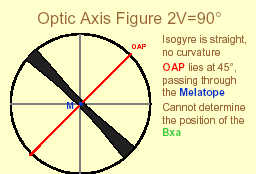 Optic Axis Figure 2V=90°
Isogyre is straight,
no curvature
OAP
OAP lies at 45°,
passing through
the Melatope
M
Cannot determine
the position of the
Bxa